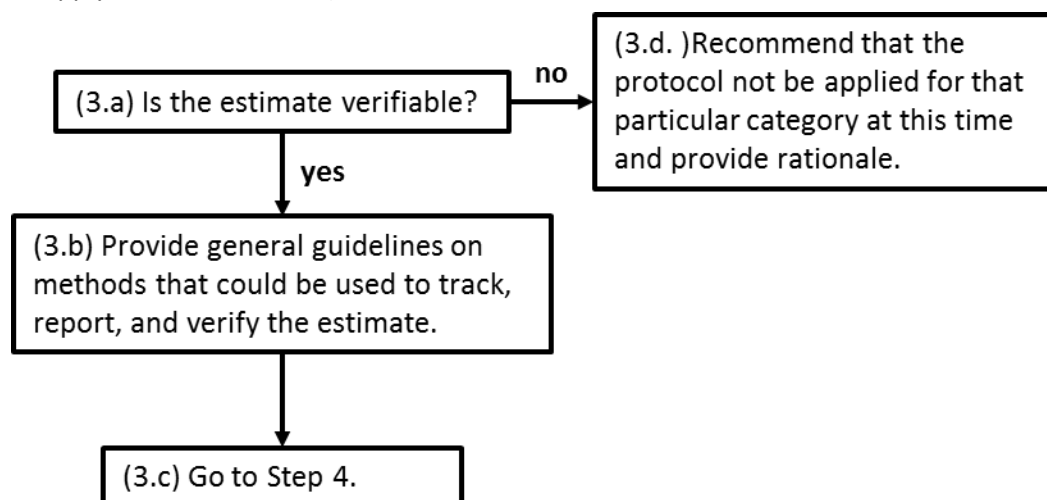 (3.a) Is the estimate verifiable?
no
(3.d. )Recommend that the
protocol not be applied for that
particular category at this time
and provide rationale.
yes
(3.b) Provide general guidelines on
methods that could be used to track,
report, and verify the estimate.
(3.c) Go to Step 4.